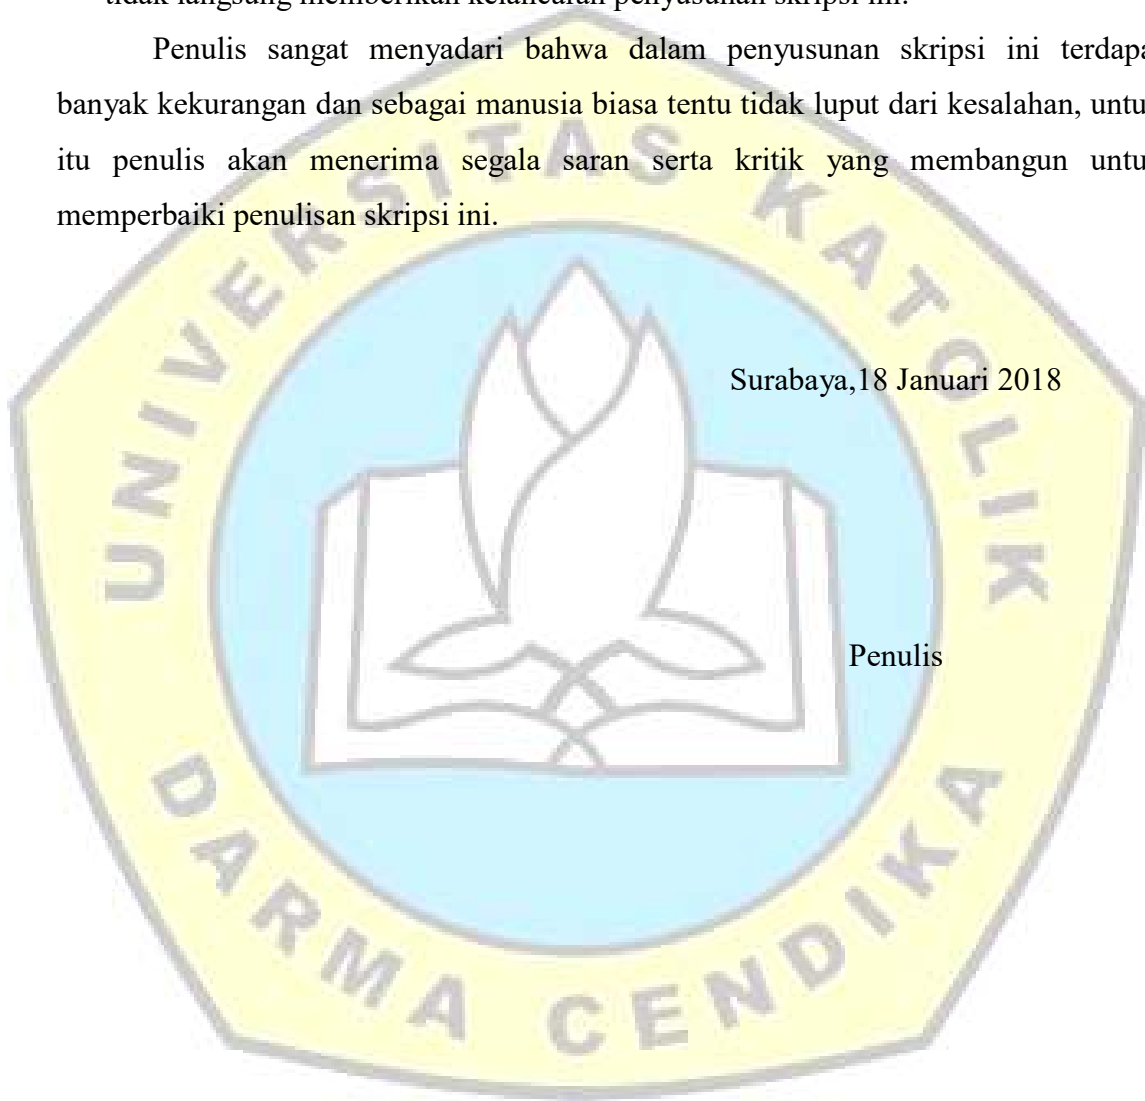 tidak langsung memberikan kelancaran penyusunan skripsi ini.
Penulis sangat menyadari bahwa dalam penyusunan skripsi ini terdapa
banyak kekurangan dan sebagai manusia biasa tentu tidak luput dari kesalahan, untu
itu penulis akan menerima segala saran serta kritik yang membangun untu
memperbaiki penulisan skripsi ini.
UNIVERSITAS KATOLIK
Surabaya,18 Januari 2018
Penulis
DARMA CENDIKA